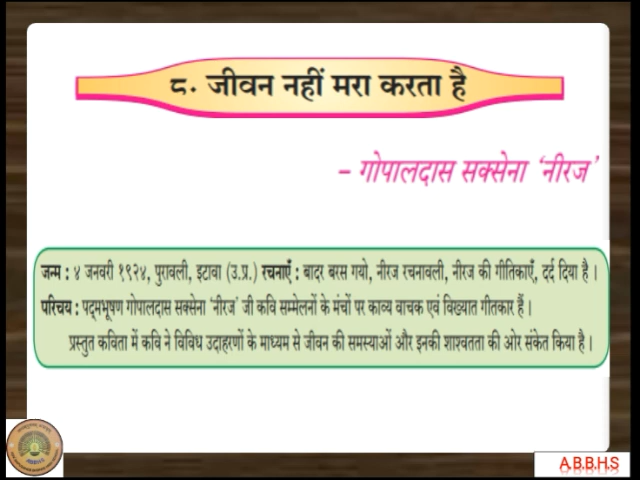 ८. जीवन नहीं मरा करता है
– गोपालदास सक्सेना ‘नीरज’
जन्म : ४ जनवरी १९२४, पुरावली, इटावा (उ.प्र.) रचनाएँ : बादर बरस गयो, नीरज रचनावली, नीरज की गीतिकाएँ, दर्द दिया है ।
परिचय : पद्मभूषण गोपालदास सक्सेना ‘नीरज’ जी कवि सम्मेलनों के मंचों पर काव्य वाचक एवं विख्यात गीतकार हैं ।
प्रस्तुत कविता में कवि ने विविध उदाहरणों के माध्यम से जीवन की समस्याओं और इनकी शाश्वतता की ओर संकेत किया है ।
A.B.B.H.S